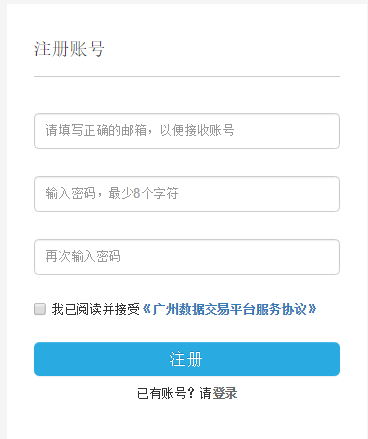 注册账号
请填写正确的邮箱，以便接收账号
输入密码，最少8个字符
再次输入密码
我已阅读并接受《广州数据交易平台服务协议》
注册
已有账号？请登录